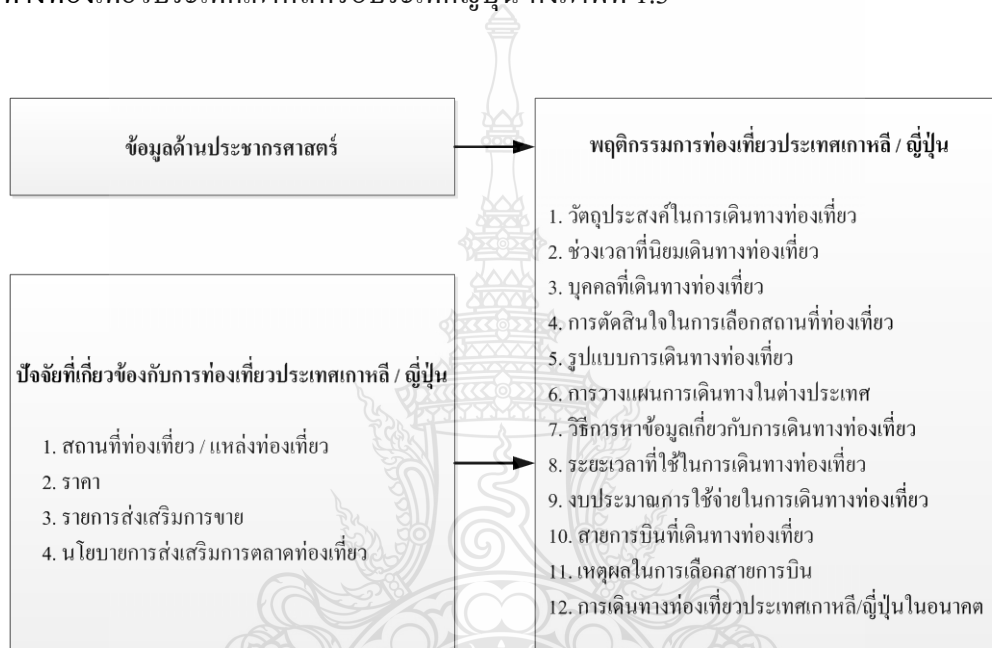 ข้อมูลด้านประชากรศาสตร์
ปัจจัยที่เกี่ยวข้องกับการท่องเที่ยวประเทศเกาหลี / ญี่ปุ่น
1. สถานที่ท่องเที่ยว / แหล่งท่องเที่ยว
2. ราคา
3. รายการส่งเสริมการขาย
4. นโยบายการส่งเสริมการตลาดท่องเที่ยว
พฤติกรรมการท่องเที่ยวประเทศเกาหลี / ญี่ปุ่น
1. วัตถุประสงค์ในการเดินทางท่องเที่ยว
2. ช่วงเวลาที่นิยมเดินทางท่องเที่ยว
3. บุคคลที่เดินทางท่องเที่ยว
4. การตัดสินใจในการเลือกสถานที่ท่องเที่ยว
5. รูปแบบการเดินทางท่องเที่ยว
6. การวางแผนการเดินทางในต่างประเทศ
7. วิธีการหาข้อมูลเกี่ยวกับการเดินทางท่องเที่ยว
8. ระยะเวลาที่ใช้ในการเดินทางท่องเที่ยว
9. งบประมาณการใช้จ่ายในการเดินทางท่องเที่ยว
10. สายการบินที่เดินทางท่องเที่ยว
11. เหตุผลในการเลือกสายการบิน
12. การเดินทางท่องเที่ยวประเทศเกาหลี/ญี่ปุ่นในอนาคต